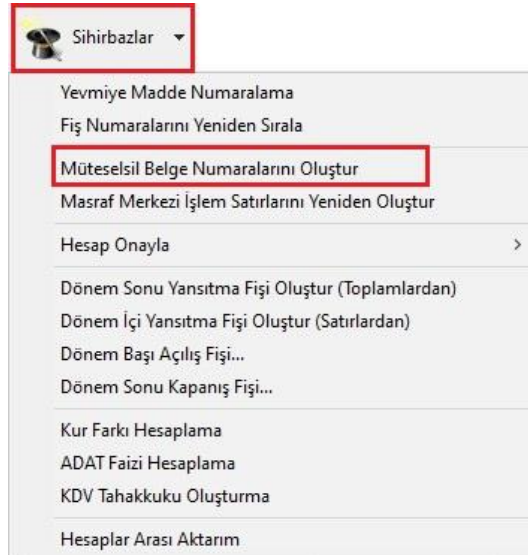 Sihirbazlar
Yevmiye Madde Numaralama
Fiş Numaralarını Yeniden Sırala
Müteselsil Belge Numaralarını Oluştur
Masraf Merkezi İşlem Satırlarını Yeniden Oluştur
Hesap Onayla
Dönem Sonu Yansıtma Fişi Oluştur (Toplamlardan)
Dönem İçi Yansıtma Fişi Oluştur (Satırlardan)
Dönem Başı Açılış Fişi...
Dönem Sonu Kapanış Fişi...
Kur Farkı Hesaplama
ADAT Faizi Hesaplama
KDV Tahakkuku Oluşturma
Hesaplar Arası Aktarım